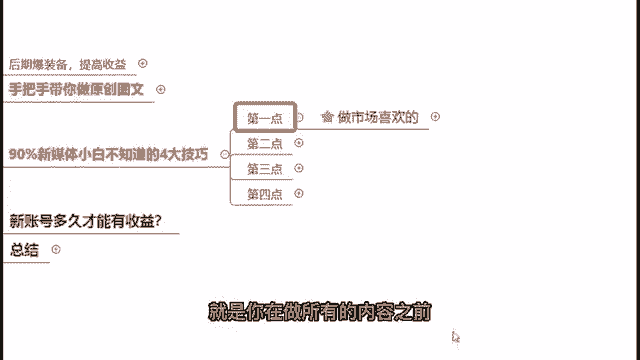 后期爆装备，提高收益
手把手带你做原创图文
90%新媒体小白不知道的4大技巧
第一点
做市场喜欢的
第二点
第三点
第四点
新账号多久才能有收益？
总结
就是你在做所有的内容之前